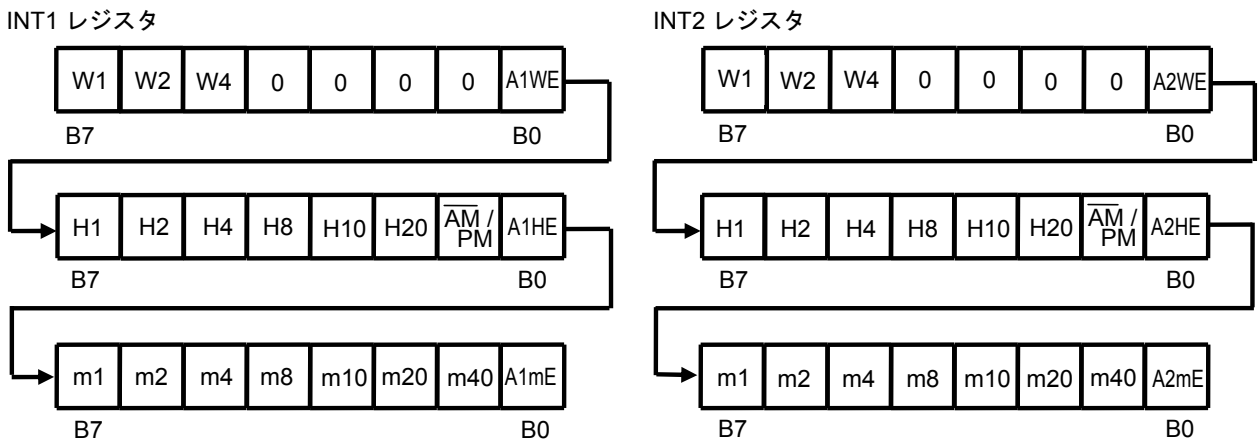 INT1 レジスタ
W1 W2 W4 0 0 0 0 A1WE
B7 B0
H1 H2 H4 H8 H10 H20 AM / PM A1HE
B7 B0
m1 m2 m4 m8 m10 m20 m40 A1mE
B7 B0
INT2 レジスタ
W1 W2 W4 0 0 0 0 A2WE
B7 B0
H1 H2 H4 H8 H10 H20 AM / PM A2HE
B7 B0
m1 m2 m4 m8 m10 m20 m40 A2mE
B7 B0